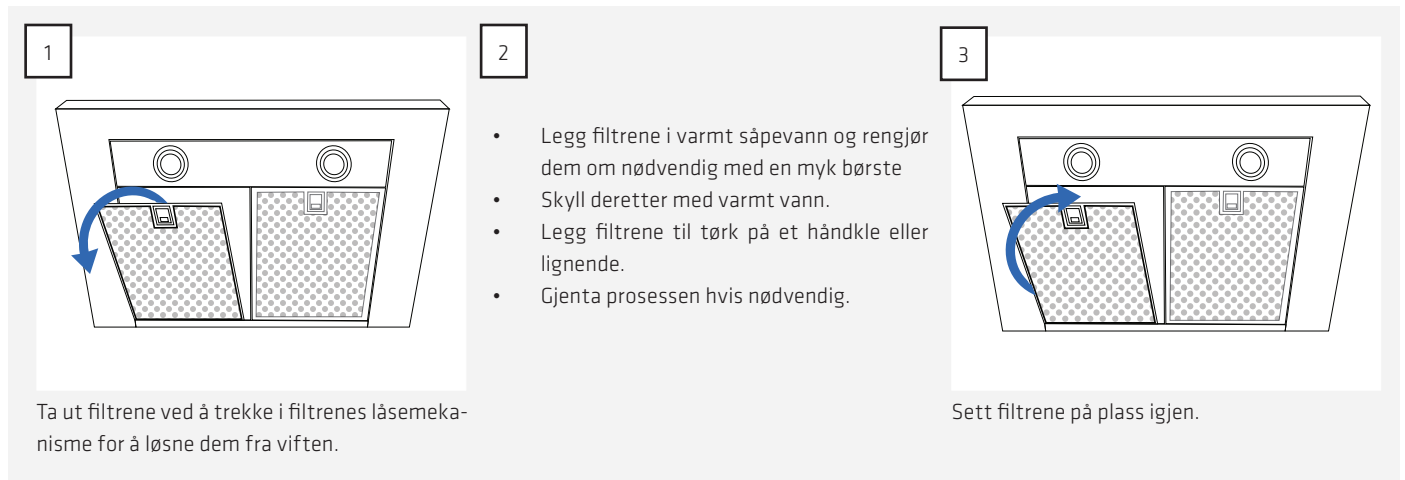 1
Ta ut filtrene ved å trekke i filtrenes låsemeka-
nisme for å løsne dem fra viften.
2
• Legg filtrene i varmt såpevann og rengjør
dem om nødvendig med en myk børste
• Skyll deretter med varmt vann.
• Legg filtrene til tørk på et håndkle eller
lignende.
• Gjenta prosessen hvis nødvendig.
3
Sett filtrene på plass igjen.